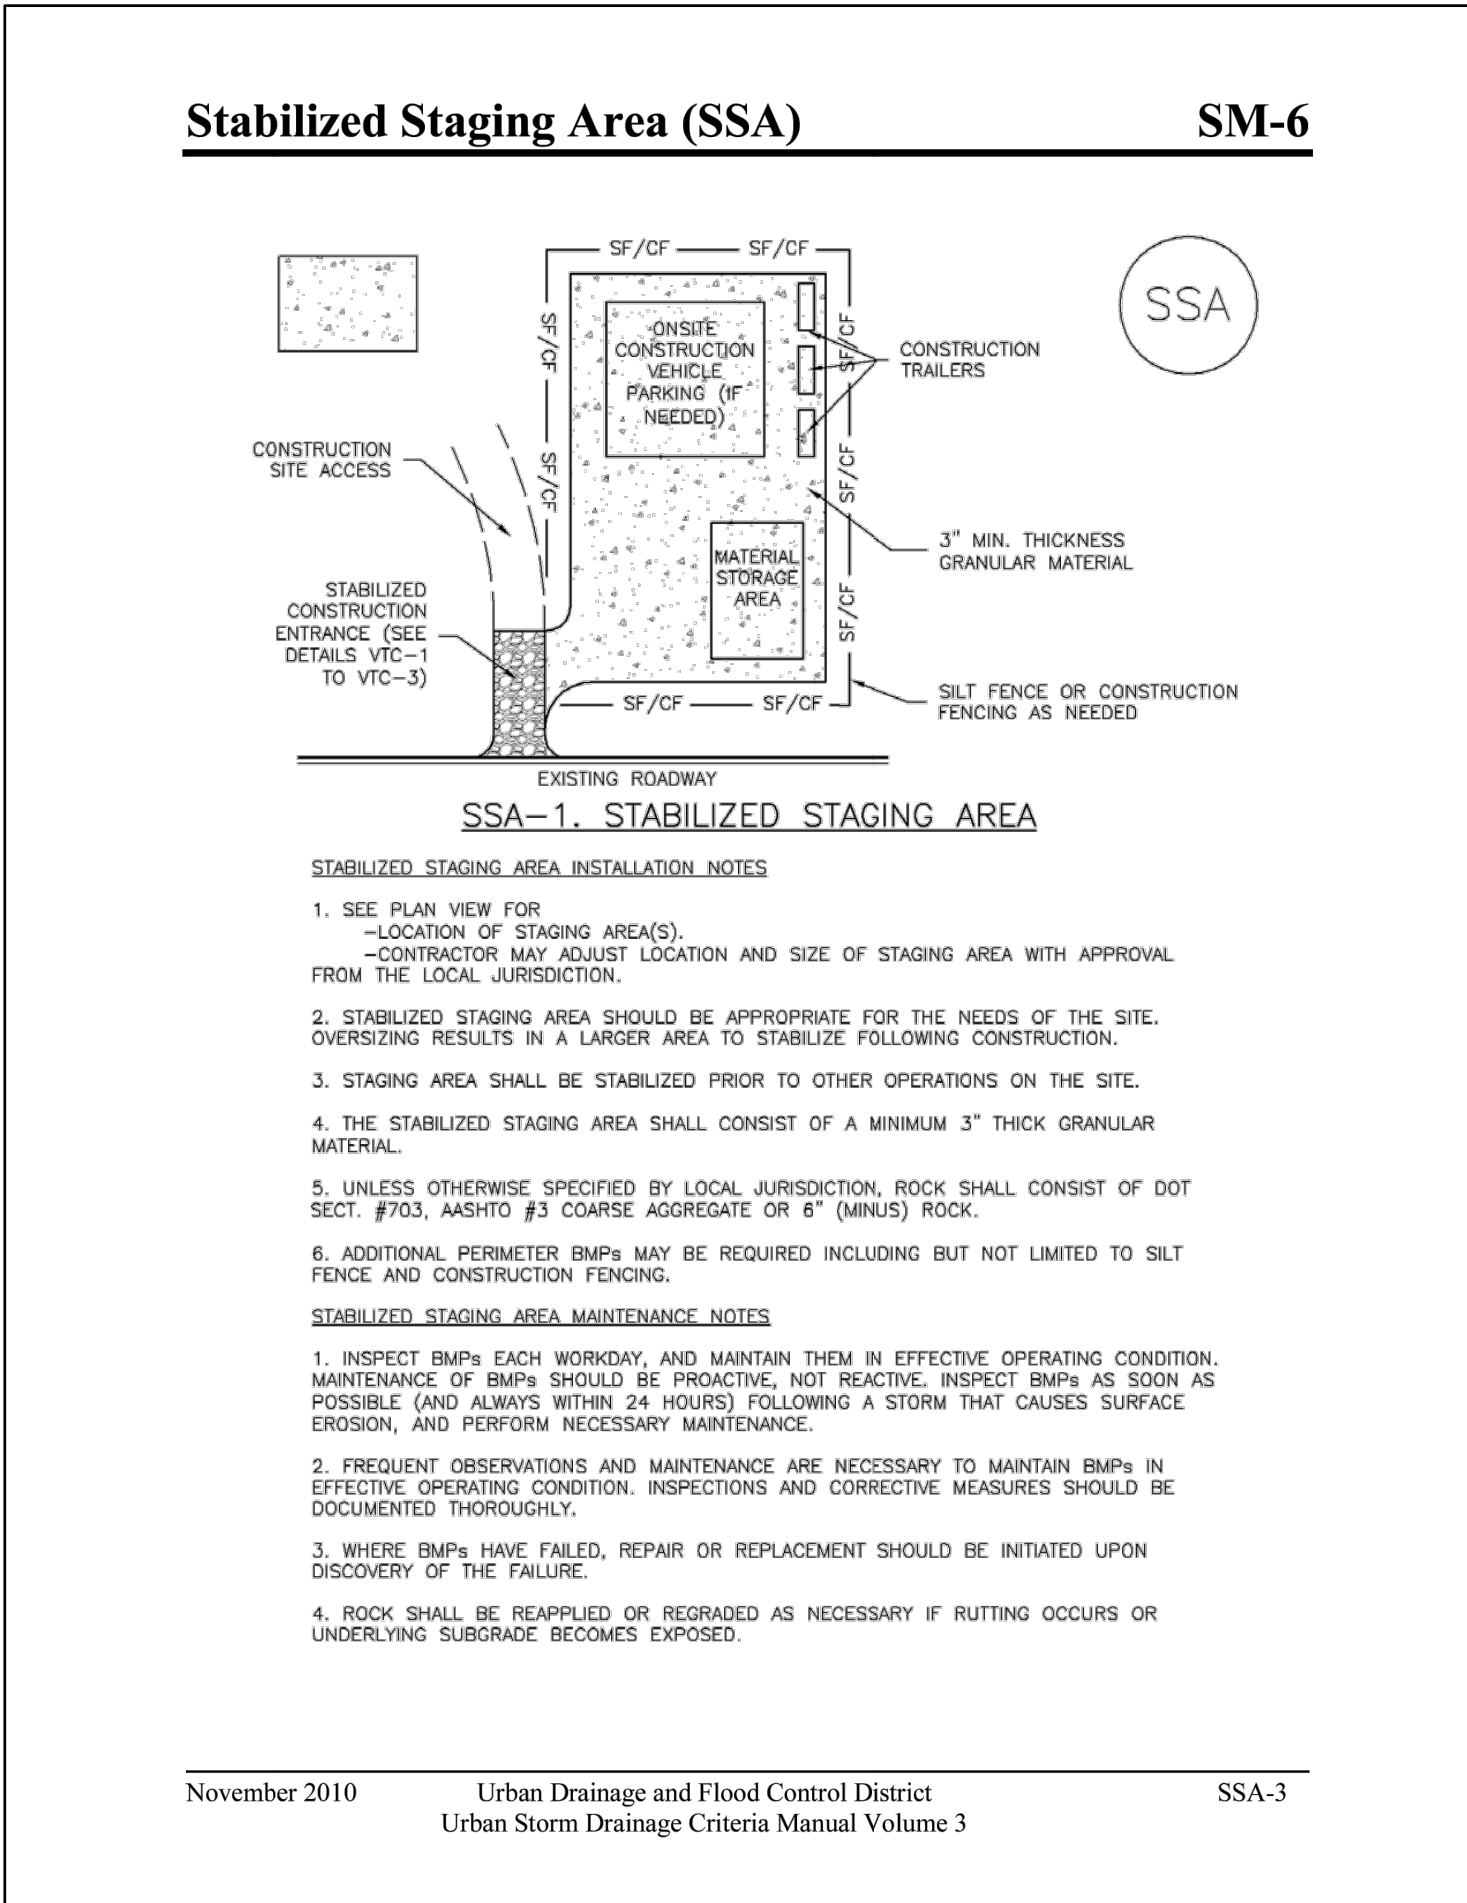 Stabilized Staging Area (SSA) SM-6
SF/CF SF/CF
SSA
SF/CF
SF/CF
ONSITE
CONSTRUCTION
VEHICLE
PARKING (IF
NEEDED)
CONSTRUCTION
TRAILERS
CONSTRUCTION
SITE ACCESS
SF/CF
SF/CF
3" MIN. THICKNESS
GRANULAR MATERIAL
MATERIAL
STORAGE
AREA
SF/CF
STABILIZED
CONSTRUCTION
ENTRANCE (SEE
DETAILS VTC-1
TO VTC-3)
SF/CF SF/CF
SILT FENCE OR CONSTRUCTION
FENCING AS NEEDED
EXISTING ROADWAY
SSA-1. STABILIZED STAGING AREA
STABILIZED STAGING AREA INSTALLATION NOTES
1. SEE PLAN VIEW FOR
-LOCATION OF STAGING AREA(S).
-CONTRACTOR MAY ADJUST LOCATION AND SIZE OF STAGING AREA WITH APPROVAL
FROM THE LOCAL JURISDICTION.
2. STABILIZED STAGING AREA SHOULD BE APPROPRIATE FOR THE NEEDS OF THE SITE.
OVERSIZING RESULTS IN A LARGER AREA TO STABILIZE FOLLOWING CONSTRUCTION.
3. STAGING AREA SHALL BE STABILIZED PRIOR TO OTHER OPERATIONS ON THE SITE.
4. THE STABILIZED STAGING AREA SHALL CONSIST OF A MINIMUM 3" THICK GRANULAR
MATERIAL.
5. UNLESS OTHERWISE SPECIFIED BY LOCAL JURISDICTION, ROCK SHALL CONSIST OF DOT
SECT. #703, AASHTO #3 COARSE AGGREGATE OR 6" (MINUS) ROCK.
6. ADDITIONAL PERIMETER BMPs MAY BE REQUIRED INCLUDING BUT NOT LIMITED TO SILT
FENCE AND CONSTRUCTION FENCING.
STABILIZED STAGING AREA MAINTENANCE NOTES
1. INSPECT BMPs EACH WORKDAY, AND MAINTAIN THEM IN EFFECTIVE OPERATING CONDITION.
MAINTENANCE OF BMPs SHOULD BE PROACTIVE, NOT REACTIVE. INSPECT BMPs AS SOON AS
POSSIBLE (AND ALWAYS WITHIN 24 HOURS) FOLLOWING A STORM THAT CAUSES SURFACE
EROSION, AND PERFORM NECESSARY MAINTENANCE.
2. FREQUENT OBSERVATIONS AND MAINTENANCE ARE NECESSARY TO MAINTAIN BMPs IN
EFFECTIVE OPERATING CONDITION. INSPECTIONS AND CORRECTIVE MEASURES SHOULD BE
DOCUMENTED THOROUGHLY.
3. WHERE BMPs HAVE FAILED, REPAIR OR REPLACEMENT SHOULD BE INITIATED UPON
DISCOVERY OF THE FAILURE.
4. ROCK SHALL BE REAPPLIED OR REGRADED AS NECESSARY IF RUTTING OCCURS OR
UNDERLYING SUBGRADE BECOMES EXPOSED.
November 2010 Urban Drainage and Flood Control District SSA-3
Urban Storm Drainage Criteria Manual Volume 3